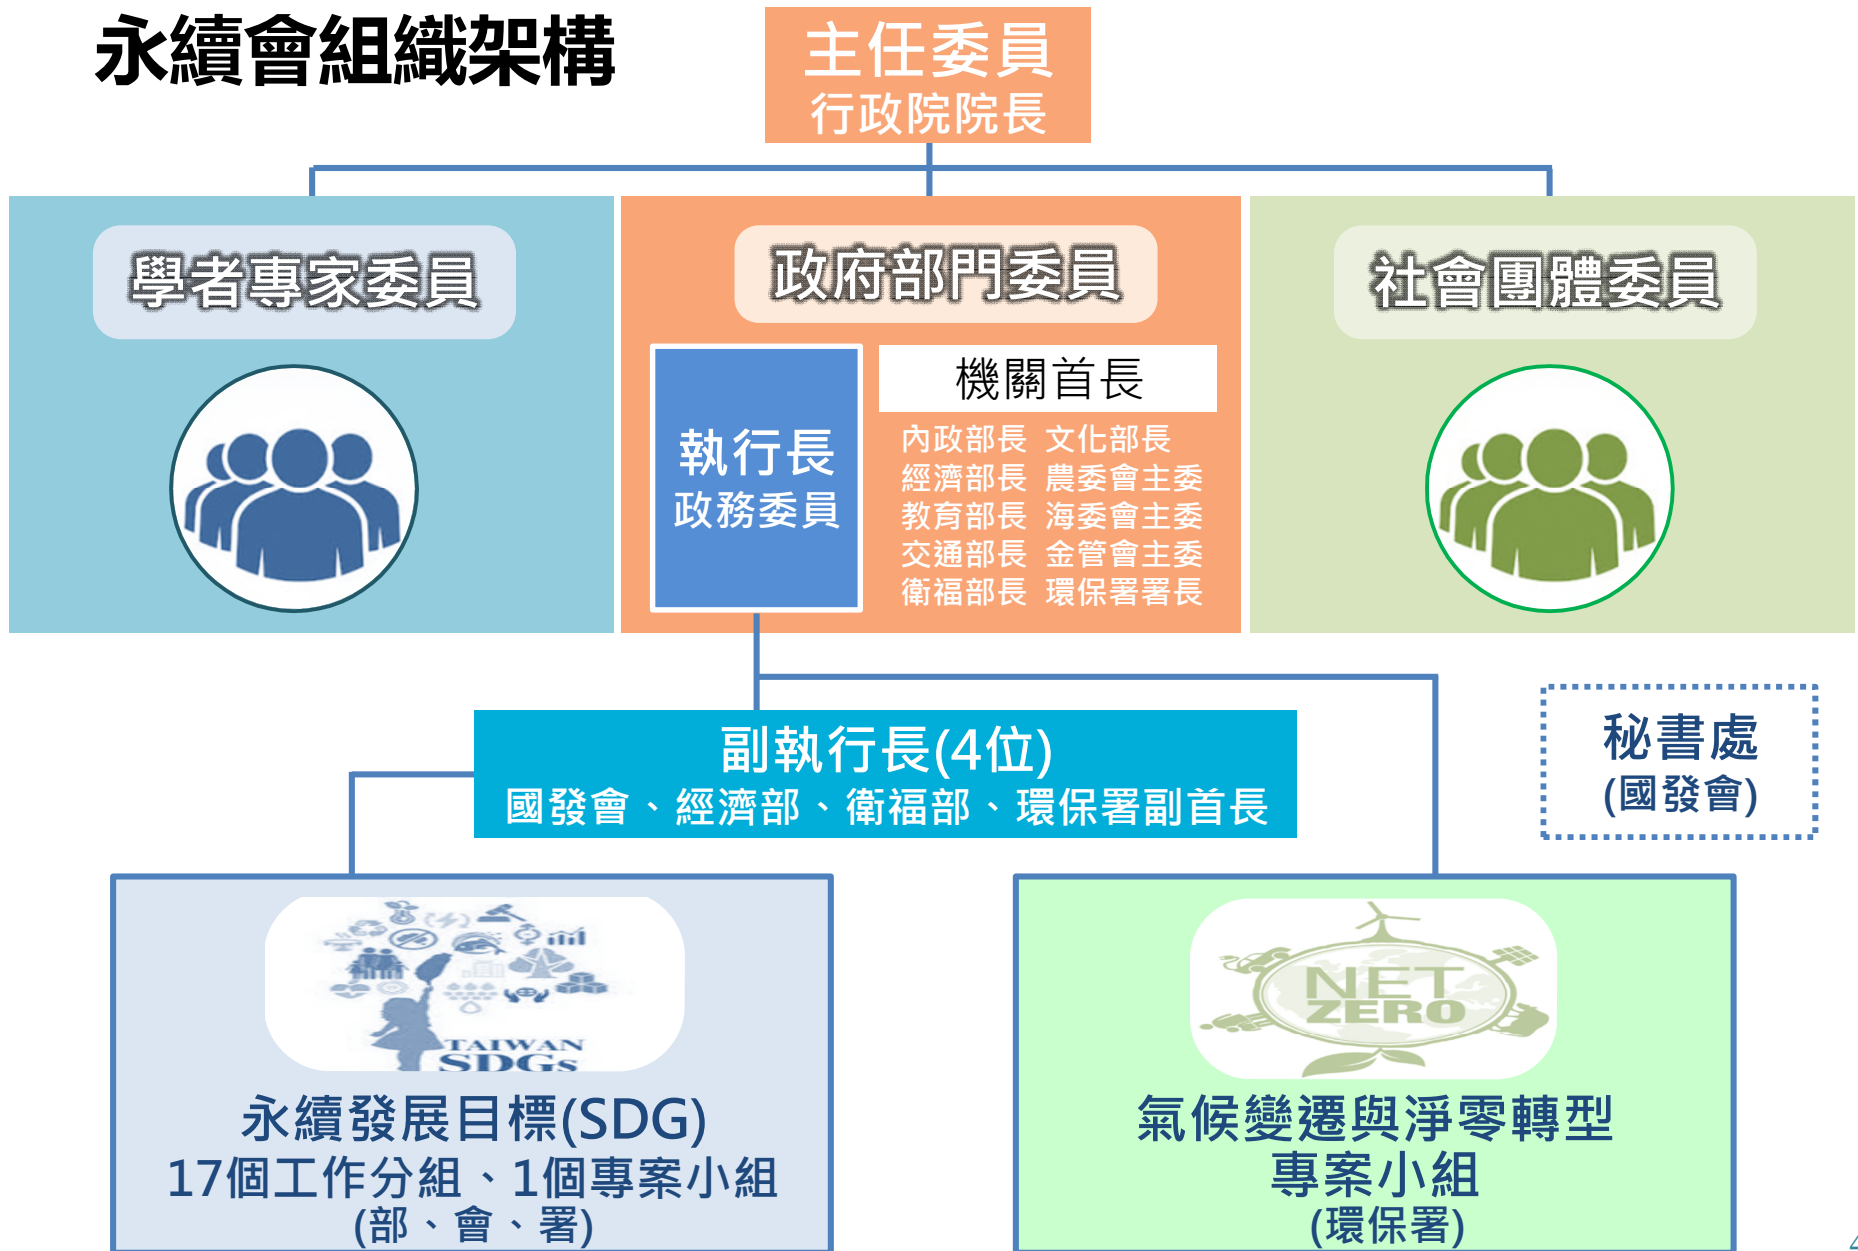 永續會組織架構
主任委員
行政院院長
學者專家委員
政府部門委員
社會團體委員
執行長
政務委員
機關首長
內政部長 文化部長
經濟部長 農委會主委
教育部長 海委會主委
交通部長 金管會主委
衛福部長 環保署署長
副執行長(4位)
國發會、經濟部、衛福部、環保署副首長
秘書處
(國發會)
TAIWAN
SDGs
永續發展目標(SDG)
17個工作分組、1個專案小組
(部、會、署)
NET
ZERO
氣候變遷與淨零轉型
專案小組
(環保署)
4